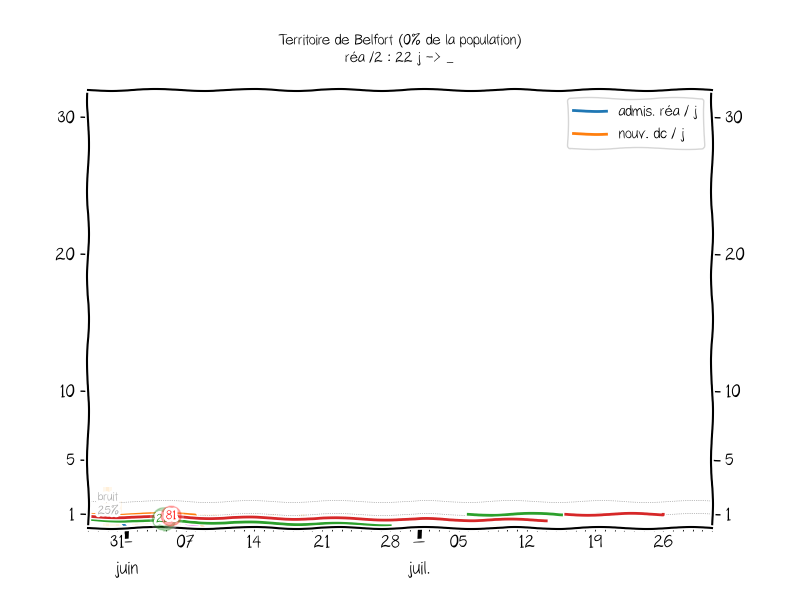 Territoire de Belfort (0% de la population)
réa /2 : 22 j -> _
admis. réa / j
nouv. dc / j
30 30
20 20
10 10
5 5
1 1
bruit
25%
81
31 07 14 21 28 05 12 19 26
juin juil.